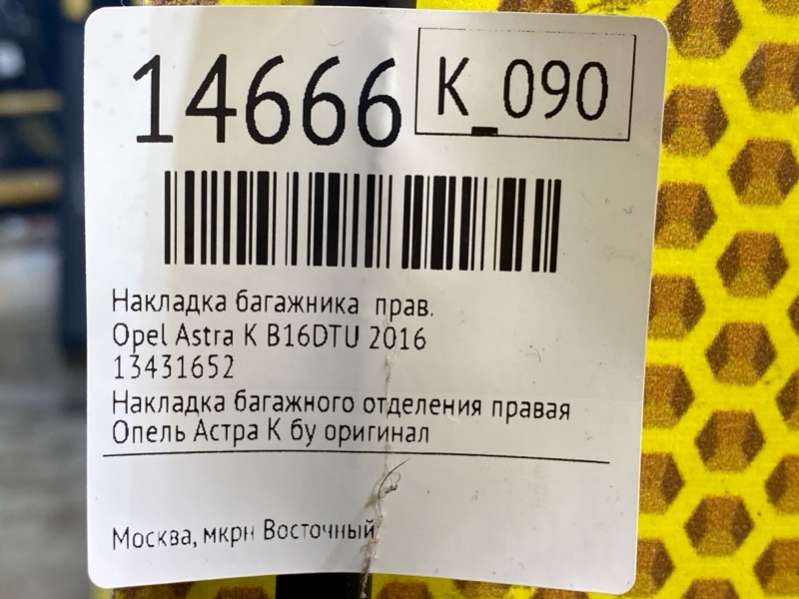 14666
K_090
Накладка багажника прав.
Opel Astra K B16DTU 2016
13431652
Накладка багажного отделения правая
Опель Астра К бу оригинал
Москва, мкрн Восточный